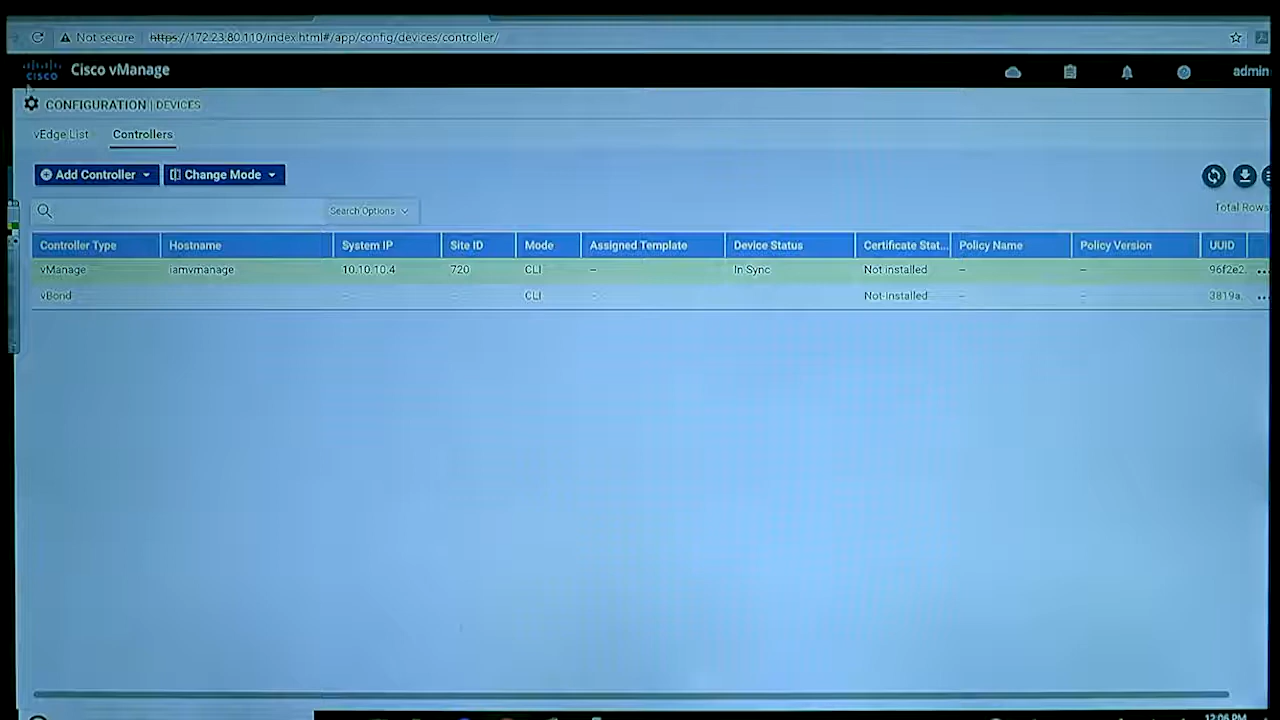 Not secure https://172.23.80.110/index.html#/app/config/devices/controller/
CISCO Cisco vManage admin
CONFIGURATION | DEVICES
vEdge List Controllers
Add Controller Change Mode
Search Options
Total Rows
Controller Type Hostname System IP Site ID Mode Assigned Template Device Status Certificate Stat... Policy Name Policy Version UUID
vManage iamvmanage 10.10.10.4 720 CLI -- In Sync Not installed -- -- 96f2e2.
vBond -- -- CLI -- Not-Installed -- -- 3819a.
12:06 PM